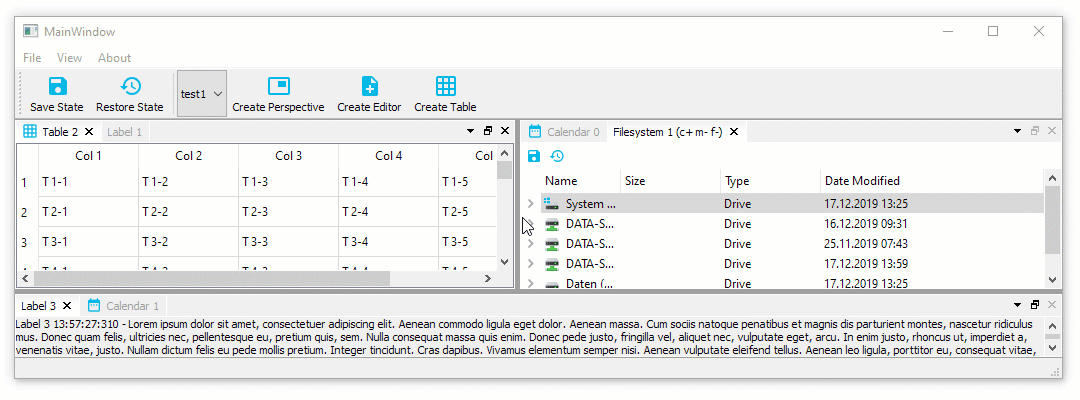 MainWindow
File View About
Save State Restore State test1 Create Perspective Create Editor Create Table
Table 2 Label 1
Col 1 Col 2 Col 3 Col 4 Col
1 T 1-1 T 1-2 T 1-3 T 1-4 T 1-5
2 T 2-1 T 2-2 T 2-3 T 2-4 T 2-5
3 T 3-1 T 3-2 T 3-3 T 3-4 T 3-5
Calendar 0 Filesystem 1 (c+ m- f-)
Name Size Type Date Modified
System ... Drive 17.12.2019 13:25
DATA-S... Drive 16.12.2019 09:31
DATA-S... Drive 25.11.2019 07:43
DATA-S... Drive 17.12.2019 13:59
Daten (... Drive 17.12.2019 13:25
Label 3 Calendar 1
Label 3 13:57:27:310 - Lorem ipsum dolor sit amet, consectetuer adipiscing elit. Aenean commodo ligula eget dolor. Aenean massa. Cum sociis natoque penatibus et magnis dis parturient montes, nascetur ridiculus
mus. Donec quam felis, ultricies nec, pellentesque eu, pretium quis, sem. Nulla consequat massa quis enim. Donec pede justo, fringilla vel, aliquet nec, vulputate eget, arcu. In enim justo, rhoncus ut, imperdiet a,
venenatis vitae, justo. Nullam dictum felis eu pede mollis pretium. Integer tincidunt. Cras dapibus. Vivamus elementum semper nisi. Aenean vulputate eleifend tellus. Aenean leo ligula, porttitor eu, consequat vitae,